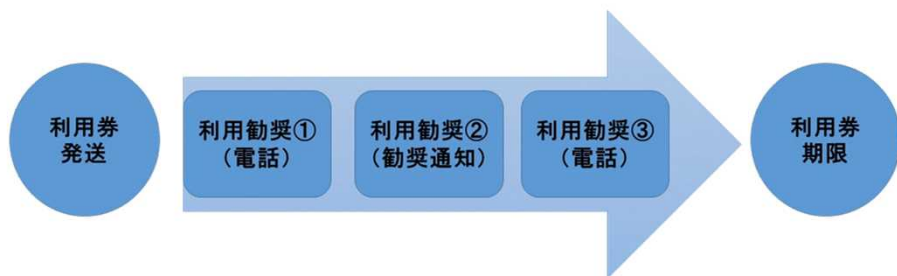 利用券
発送
利用勧奨①
（電話）
利用勧奨②
（勧奨通知）
利用勧奨③
（電話）
利用券
期限